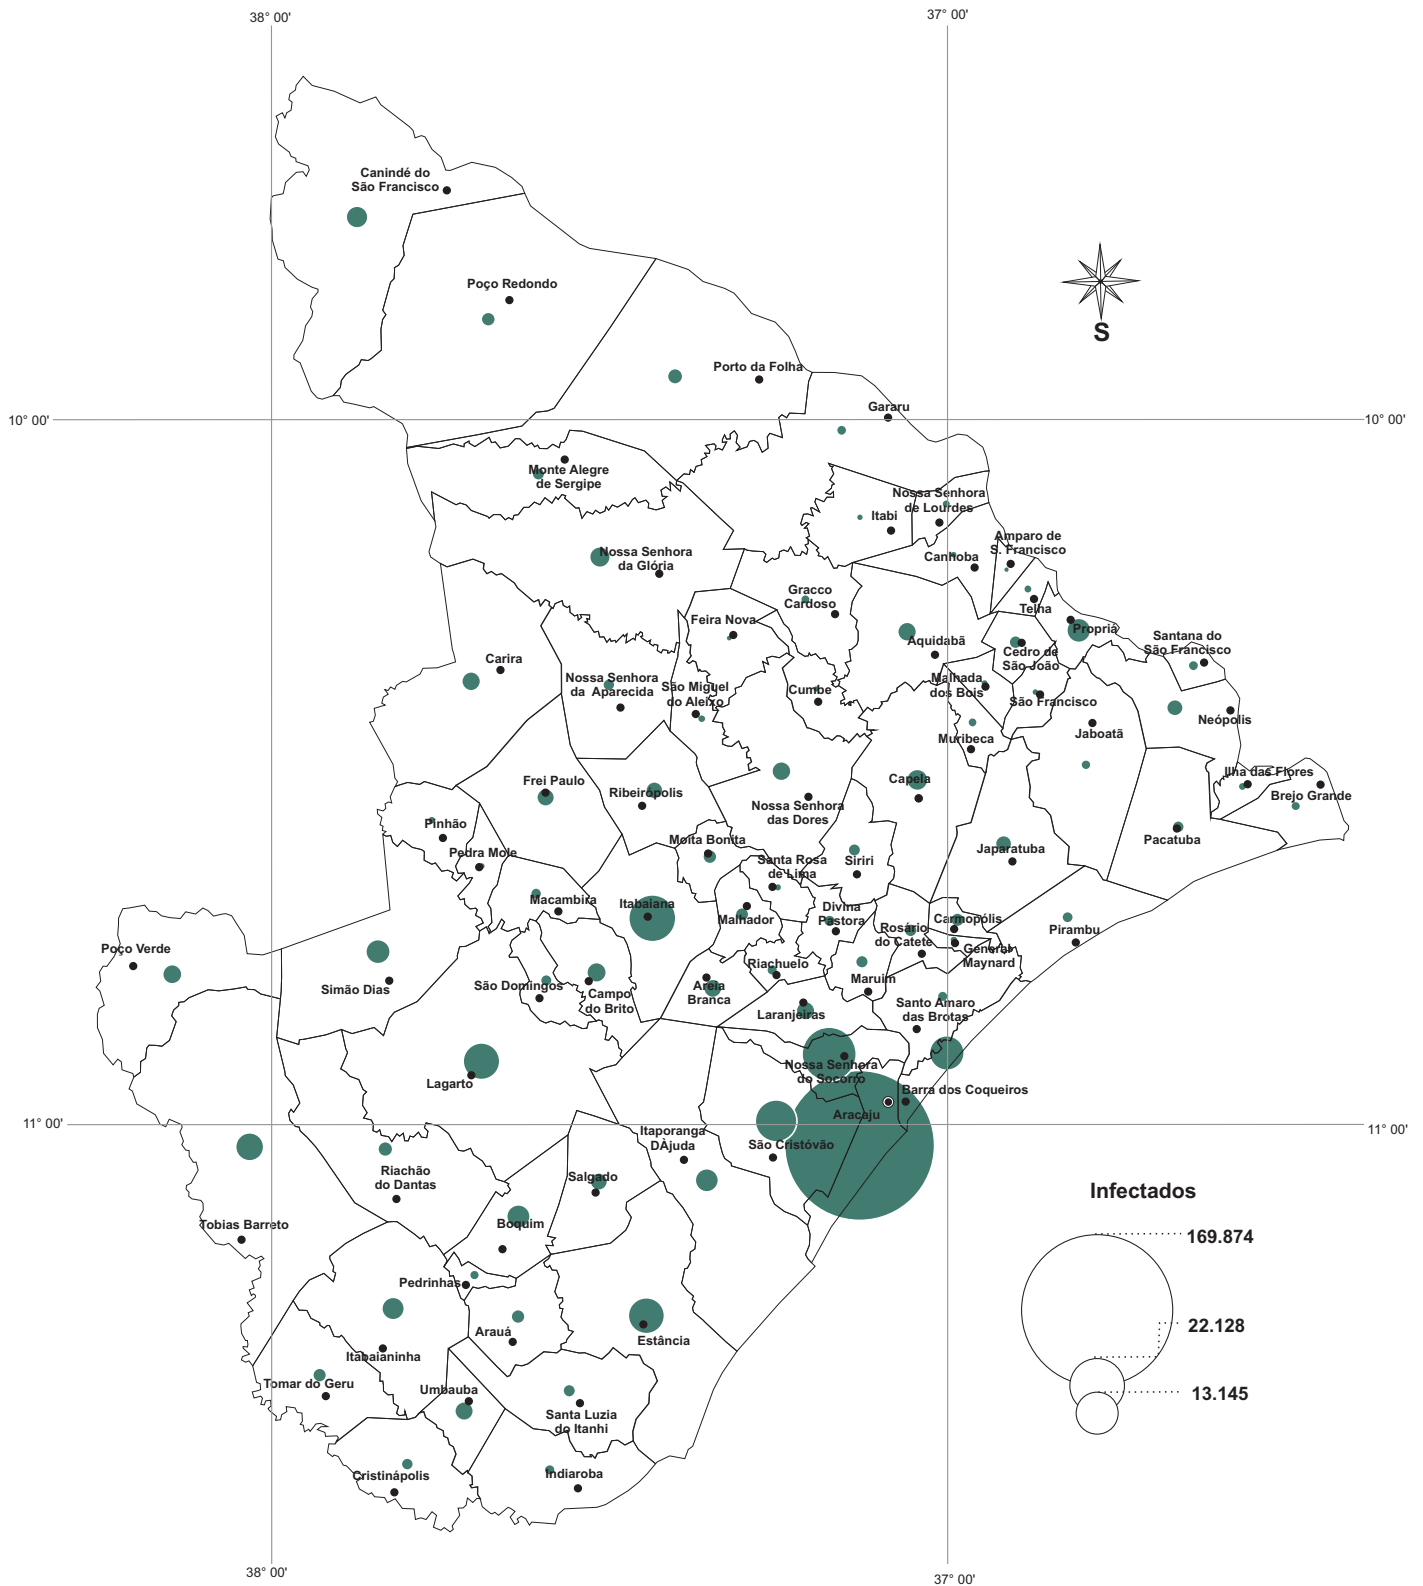 38° 00'
37° 00'
Canindé do
São Francisco
Poço Redondo
S
Porto da Folha
Gararu
10° 00'
10° 00'
Monte Alegre
de Sergipe
Nossa Senhora
de Lourdes
Itabi
Amparo de
S. Francisco
Canhoba
Nossa Senhora
da Glória
Gracco
Cardoso
Telha
Feira Nova
Propriá
Aquidabã
Santana do
São Francisco
Cedro de
São João
Carira
Nossa Senhora
da Aparecida
São Miguel
do Aleixo
Cumbe
Malhada
dos Bois
São Francisco
Neópolis
Jaboatã
Muribeca
Frei Paulo
Ribeirópolis
Capela
Ilha das Flores
Brejo Grande
Nossa Senhora
das Dores
Pinhão
Moita Bonita
Pacatuba
Pedra Mole
Santa Rosa
de Lima
Siriri
Japaratuba
Macambira
Itabaiana
Malhador
Divina
Pastora
Carmopólis
Rosário
do Catete
Pirambu
General
Maynard
Poço Verde
Simão Dias
São Domingos
Campo
do Brito
Areia
Branca
Riachuelo
Maruim
Laranjeiras
Santo Amaro
das Brotas
Nossa Senhora
do Socorro
Lagarto
Barra dos Coqueiros
Aracaju
11° 00'
11° 00'
Itaporanga
DÀjuda
São Cristóvão
Riachão
do Dantas
Salgado
Infectados
Tobias Barreto
Boquim
169.874
Pedrinhas
22.128
Arauá
Estância
Itabaianinha
Tomar do Geru
Umbauba
13.145
Santa Luzia
do Itanhi
Cristinápolis
Indiaroba
38° 00'
37° 00'